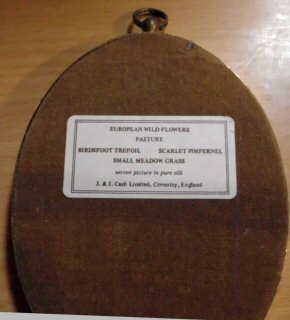 EUROPEAN WILD FLOWERS
PASTURE
BIRDSFOOT TREFOIL SCARLET PIMPERNEL
SMALL MEADOW GRASS
woven picture in pure silk
J. & J. Cash Limited, Coventry, England